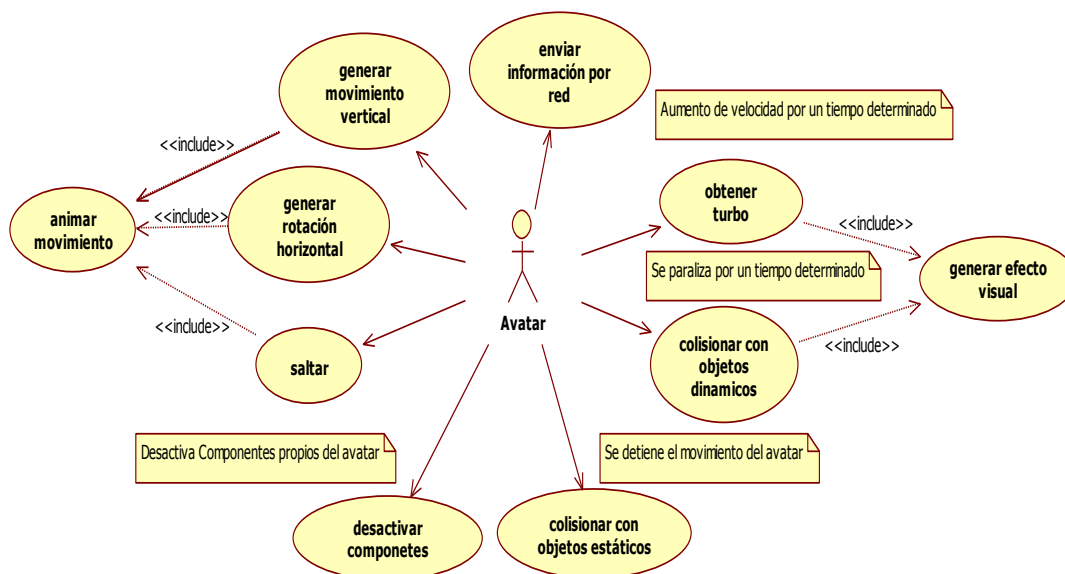 enviar
información por
red
generar
movimiento
vertical
Aumento de velocidad por un tiempo determinado
<<include>>
animar
movimiento
<<include>>
generar
rotación
horizontal
obtener
turbo
<<include>>
Se paraliza por un tiempo determinado
generar efecto
visual
<<include>>
Avatar
colisionar con
objetos
dinamicos
<<include>>
saltar
Desactiva Componentes propios del avatar
Se detiene el movimiento del avatar
desactivar
componetes
colisionar con
objetos estáticos